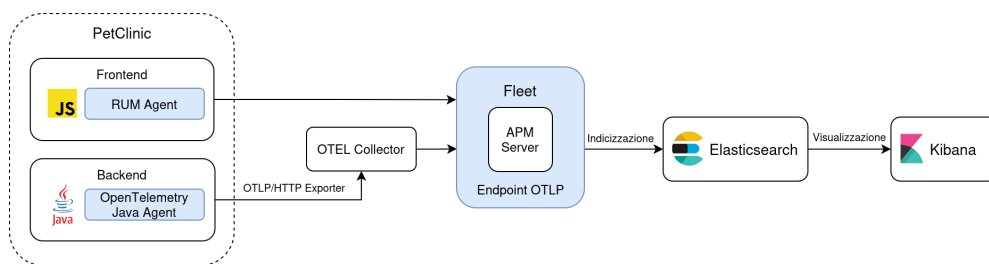 PetClinic
Frontend
JS
RUM Agent
Backend
Java
OpenTelemetry
Java Agent
OTLP/HTTP Exporter
OTEL Collector
Fleet
APM
Server
Endpoint OTLP
Indicizzazione
Elasticsearch
Visualizzazione
Kibana